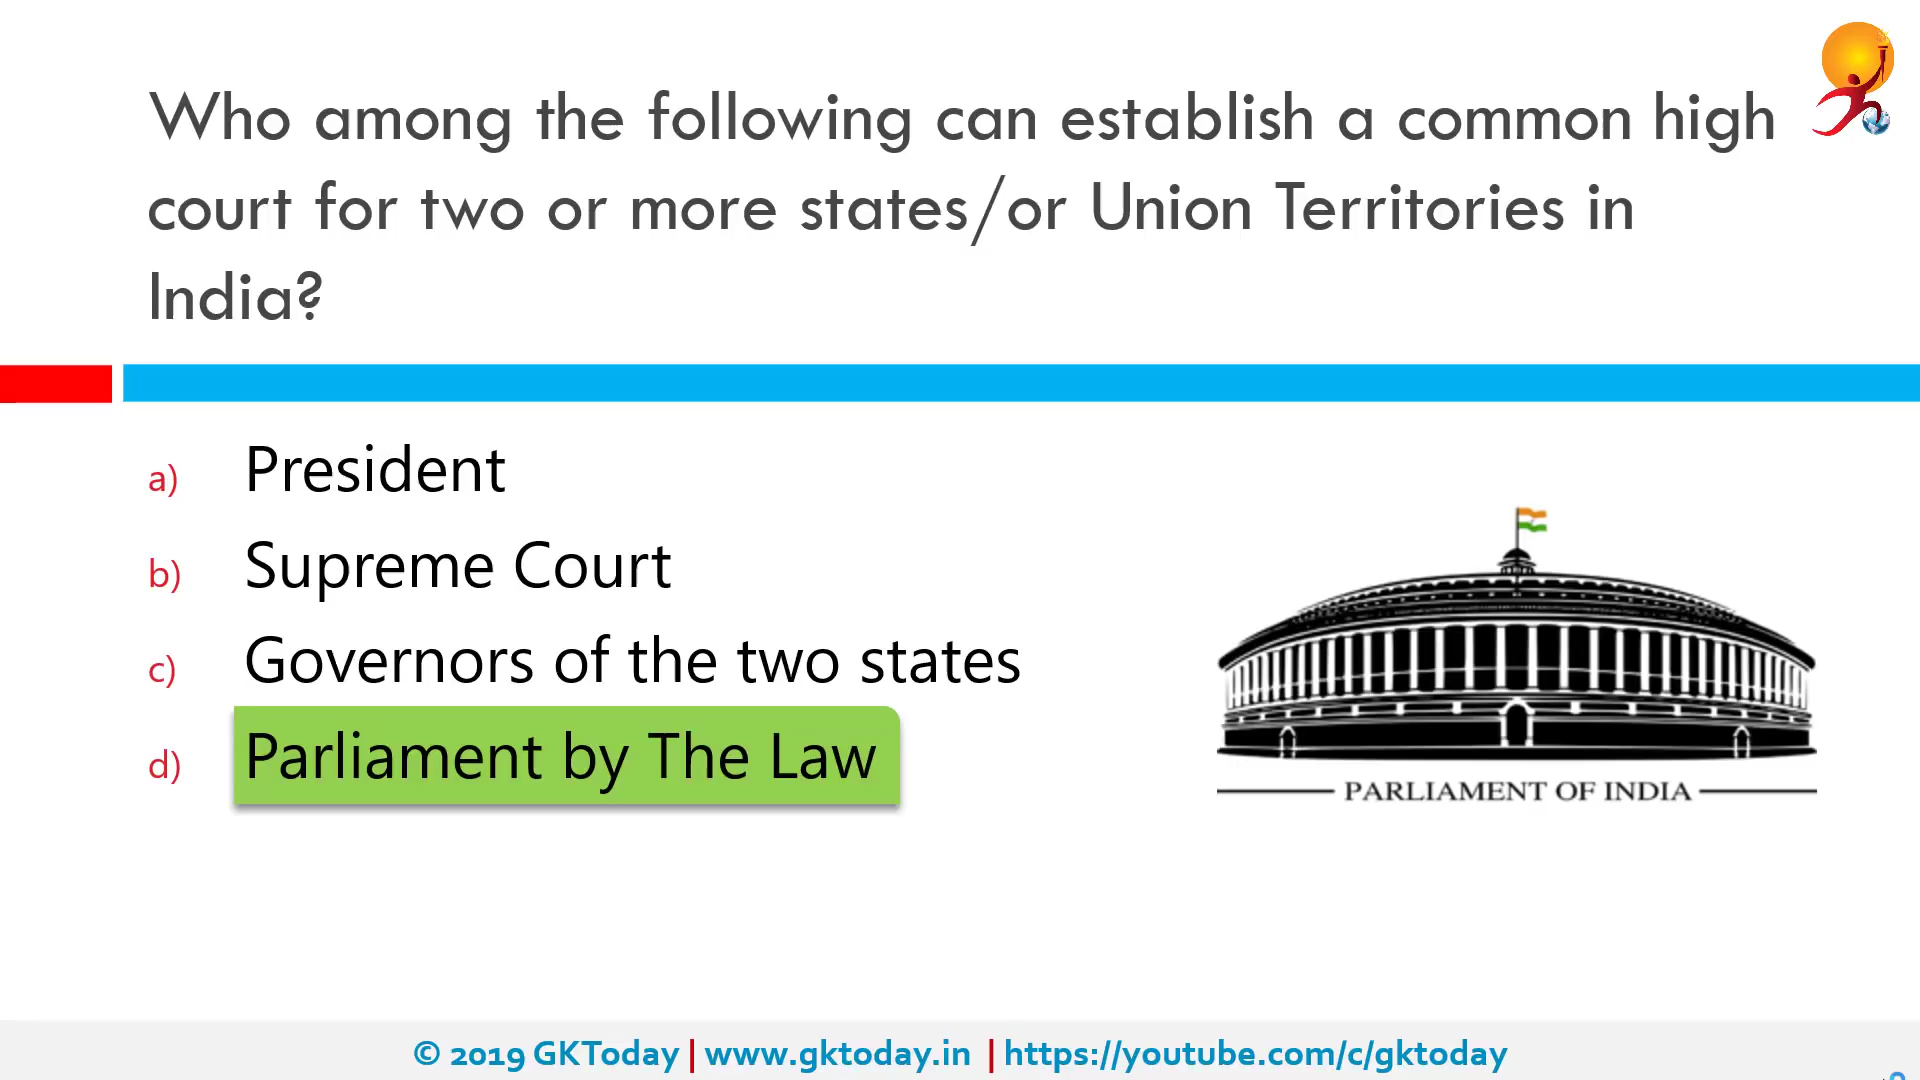 Who among the following can establish a common high
court for two or more states/or Union Territories in
India?
a) President
b) Supreme Court
c) Governors of the two states
d) Parliament by The Law
PARLIAMENT OF INDIA
© 2019 GKToday | www.gktoday.in | https://youtube.com/c/gktoday